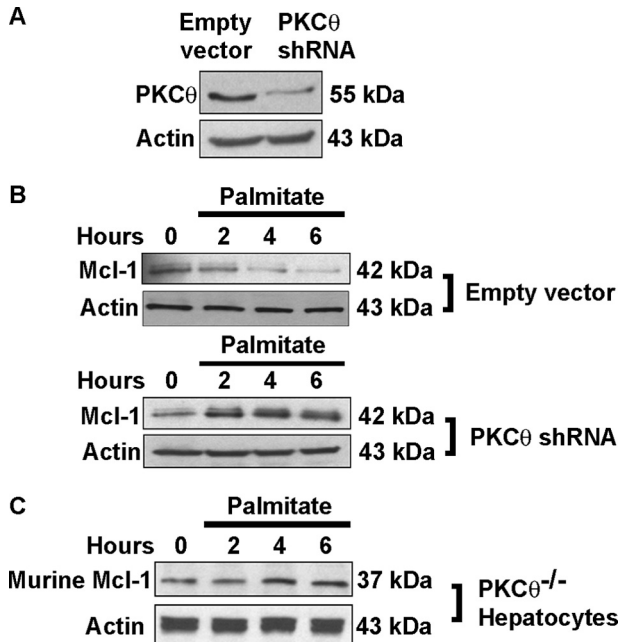 A
Empty vector
PKCθ shRNA
PKCθ 55 kDa
Actin 43 kDa
B
Palmitate
Hours 0 2 4 6
Mcl-1 42 kDa
Actin 43 kDa
Empty vector
Palmitate
Hours 0 2 4 6
Mcl-1 42 kDa
Actin 43 kDa
PKCθ shRNA
C
Palmitate
Hours 0 2 4 6
Murine Mcl-1 37 kDa
Actin 43 kDa
PKCθ-/-
Hepatocytes